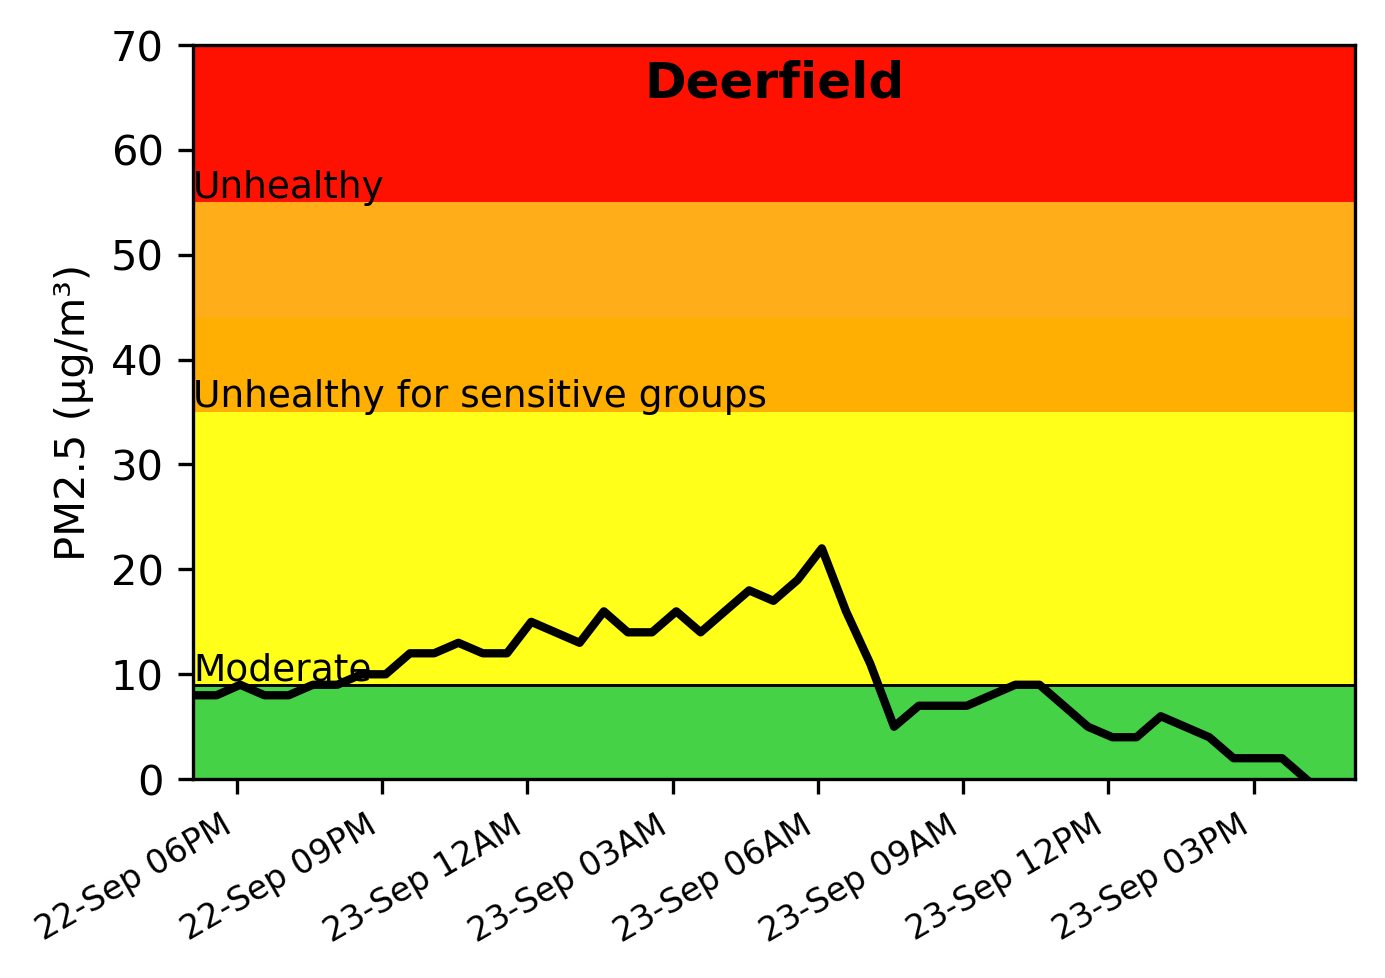 Deerfield
70
60
50
40
30
20
10
0
PM2.5 (µg/m³)
Unhealthy
Unhealthy for sensitive groups
Moderate
22-Sep 06PM
22-Sep 09PM
23-Sep 12AM
23-Sep 03AM
23-Sep 06AM
23-Sep 09AM
23-Sep 12PM
23-Sep 03PM